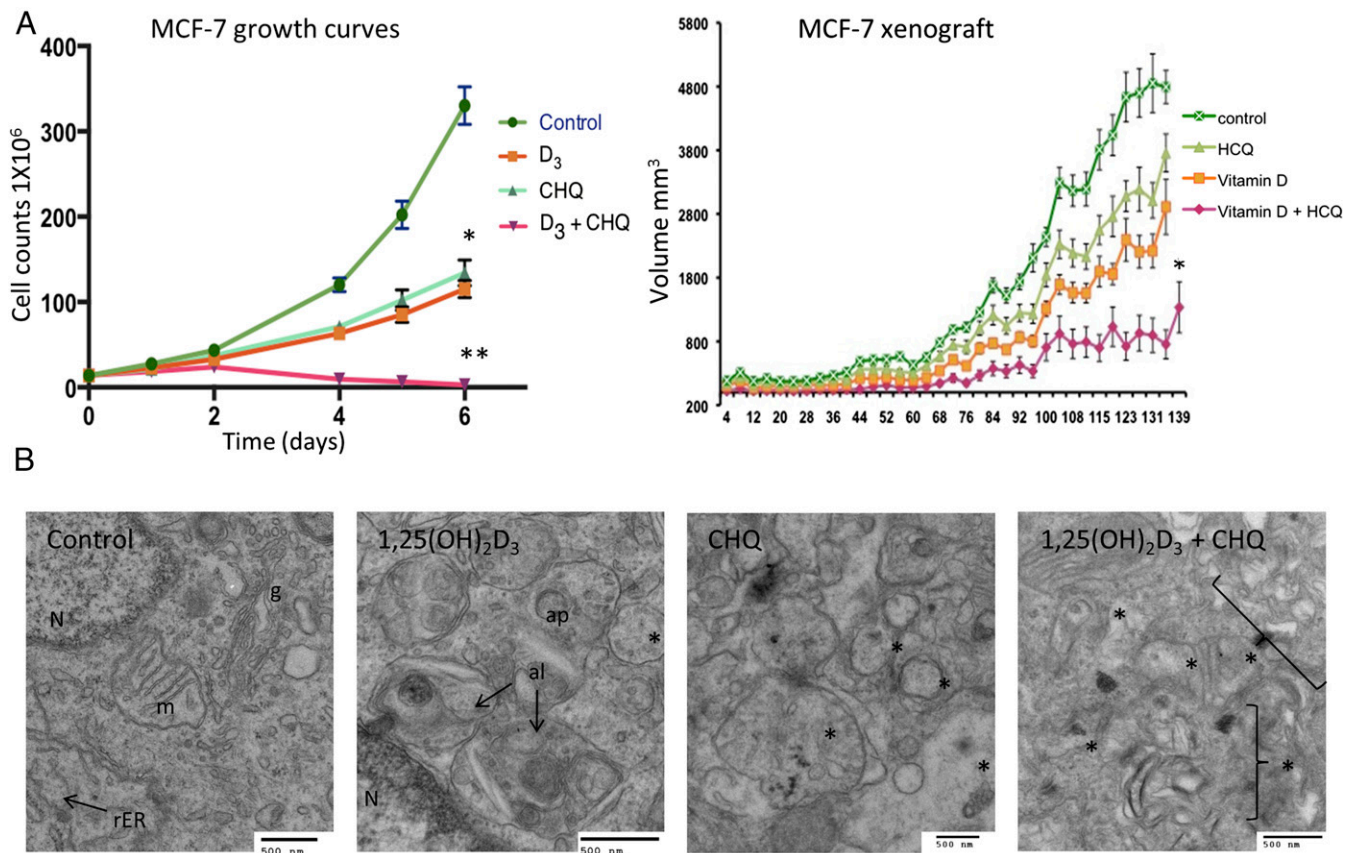 A
MCF-7 growth curves
400
300
200
100
0
Cell counts 1X10⁶
0 2 4 6
Time (days)
Control
D₃
CHQ
D₃ + CHQ
*
**
MCF-7 xenograft
5800
4800
3800
2800
1800
800
200
Volume mm³
4 12 20 28 36 44 52 60 68 76 84 92 100 108 115 123 131 139
control
HCQ
Vitamin D
Vitamin D + HCQ
*
B
Control
N
g
m
rER
500 nm
1,25(OH)₂D₃
ap
*
al
N
500 nm
CHQ
*
*
*
*
500 nm
1,25(OH)₂D₃ + CHQ
*
*
*
*
*
500 nm